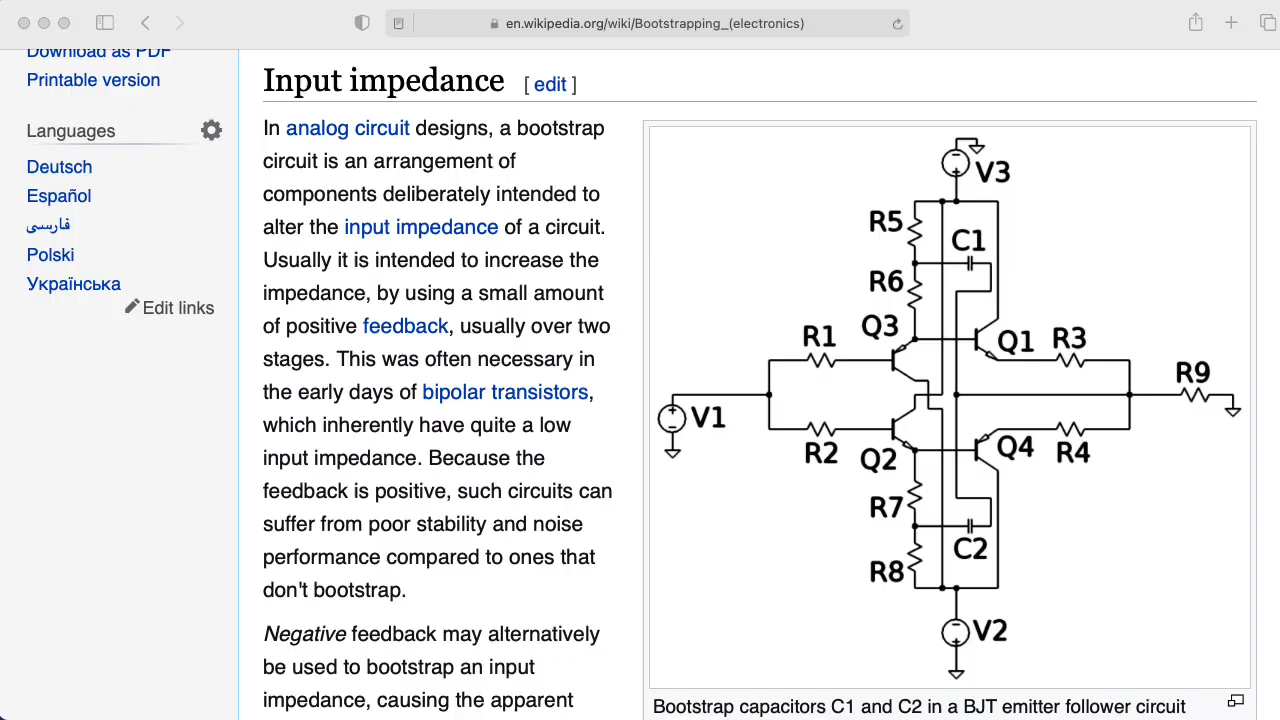 en.wikipedia.org/wiki/Bootstrapping_(electronics)
Download as PDF
Printable version
Languages
Deutsch
Español
فارسی
Polski
Українська
Edit links
Input impedance [ edit ]
In analog circuit designs, a bootstrap
circuit is an arrangement of
components deliberately intended to
alter the input impedance of a circuit.
Usually it is intended to increase the
impedance, by using a small amount
of positive feedback, usually over two
stages. This was often necessary in
the early days of bipolar transistors,
which inherently have quite a low
input impedance. Because the
feedback is positive, such circuits can
suffer from poor stability and noise
performance compared to ones that
don't bootstrap.
Negative feedback may alternatively
be used to bootstrap an input
impedance, causing the apparent
V3
R5
C1
R6
Q3
R1
Q1
R3
R9
V1
R2
Q2
Q4
R4
R7
C2
R8
V2
Bootstrap capacitors C1 and C2 in a BJT emitter follower circuit